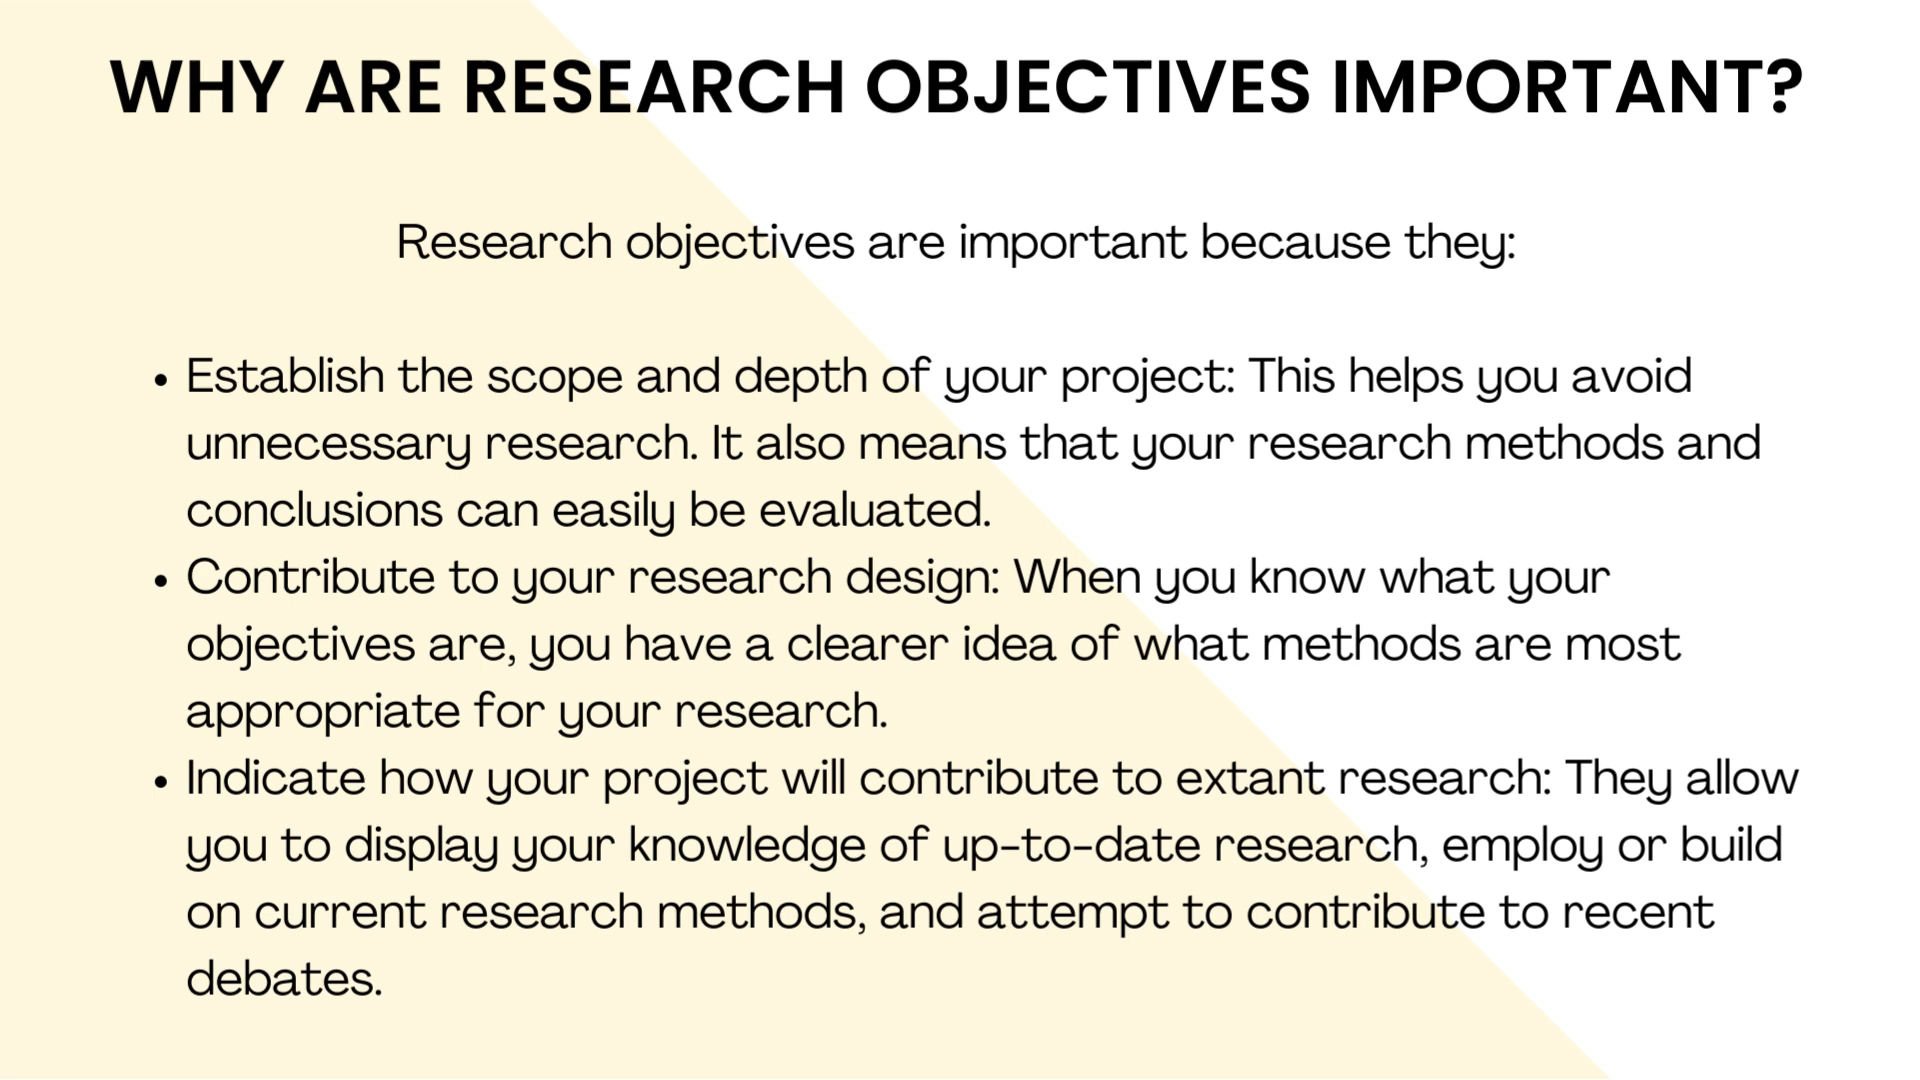 WHY ARE RESEARCH OBJECTIVES IMPORTANT?
Research objectives are important because they:
• Establish the scope and depth of your project: This helps you avoid
unnecessary research. It also means that your research methods and
conclusions can easily be evaluated.
• Contribute to your research design: When you know what your
objectives are, you have a clearer idea of what methods are most
appropriate for your research.
• Indicate how your project will contribute to extant research: They allow
you to display your knowledge of up-to-date research, employ or build
on current research methods, and attempt to contribute to recent
debates.